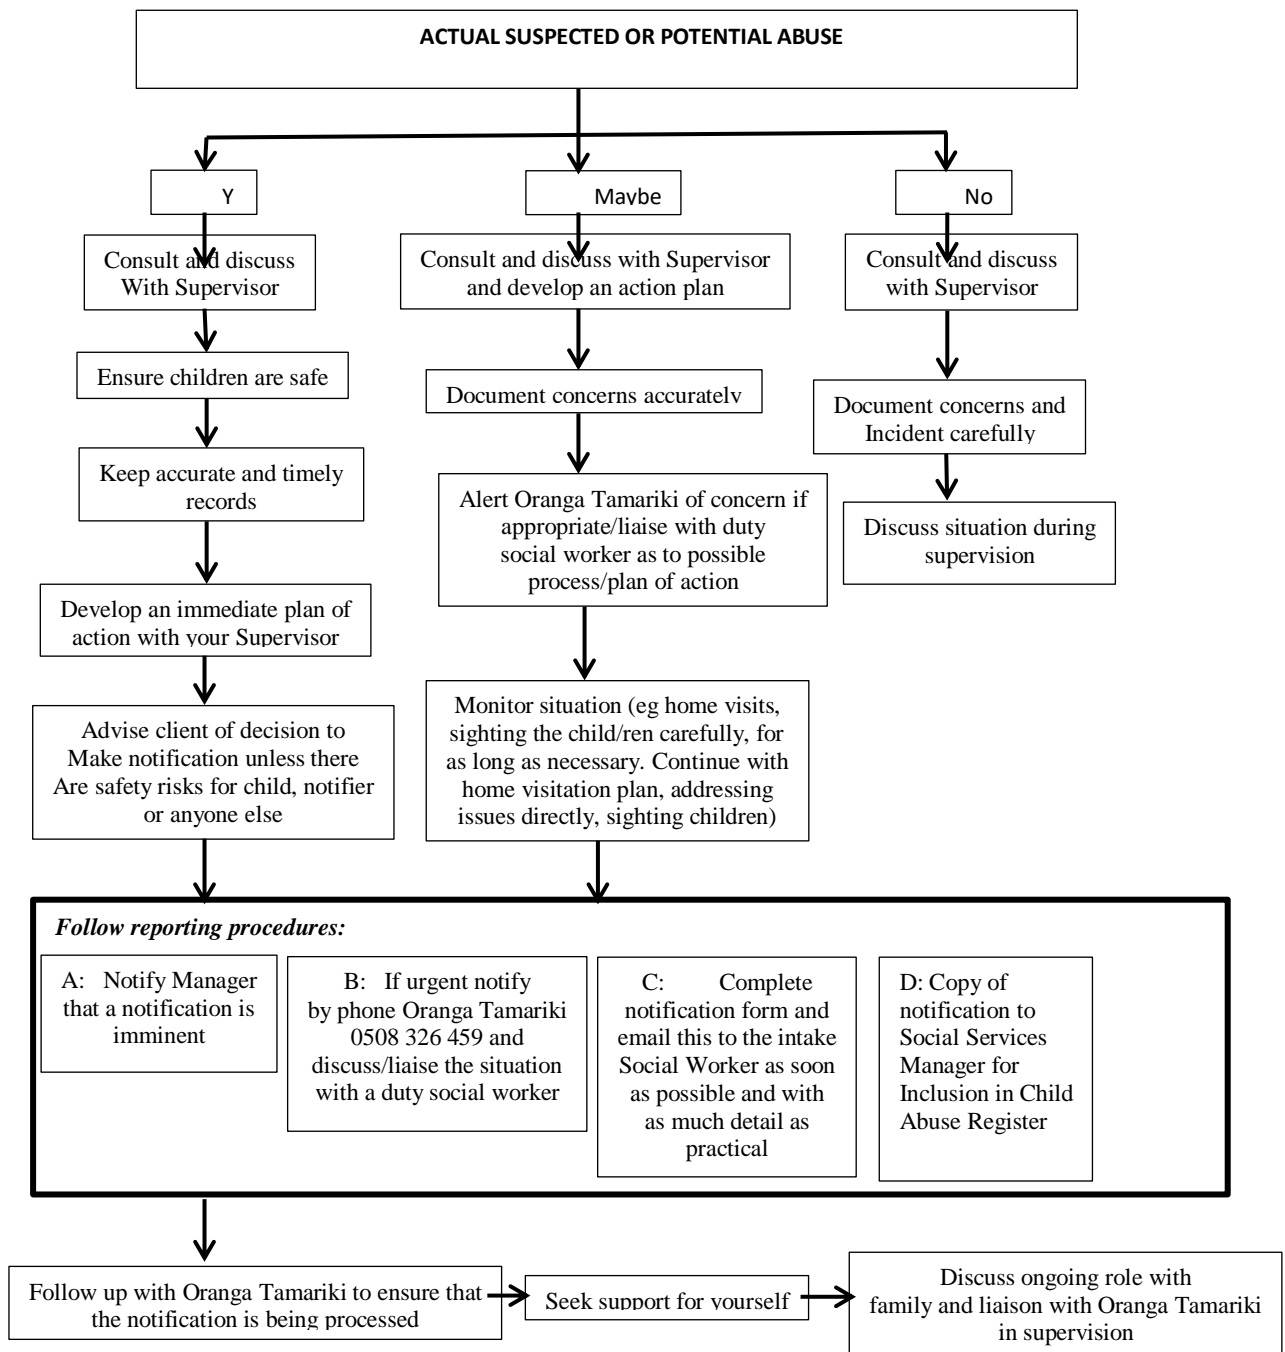 ACTUAL SUSPECTED OR POTENTIAL ABUSE
Y
Maybe
No
Consult and discuss
With Supervisor
Consult and discuss with Supervisor
and develop an action plan
Consult and discuss
with Supervisor
Ensure children are safe
Document concerns accurately
Document concerns and
Incident carefully
Keep accurate and timely
records
Alert Oranga Tamariki of concern if
appropriate/liaise with duty
social worker as to possible
process/plan of action
Discuss situation during
supervision
Develop an immediate plan of
action with your Supervisor
Advise client of decision to
Make notification unless there
Are safety risks for child, notifier
or anyone else
Monitor situation (eg home visits,
sighting the child/ren carefully, for
as long as necessary. Continue with
home visitation plan, addressing
issues directly, sighting children)
Follow reporting procedures:
A: Notify Manager
that a notification is
imminent
B: If urgent notify
by phone Oranga Tamariki
0508 326 459 and
discuss/liaise the situation
with a duty social worker
C: Complete
notification form and
email this to the intake
Social Worker as soon
as possible and with
as much detail as
practical
D: Copy of
notification to
Social Services
Manager for
Inclusion in Child
Abuse Register
Follow up with Oranga Tamariki to ensure that
the notification is being processed
Seek support for yourself
Discuss ongoing role with
family and liaison with Oranga Tamariki
in supervision